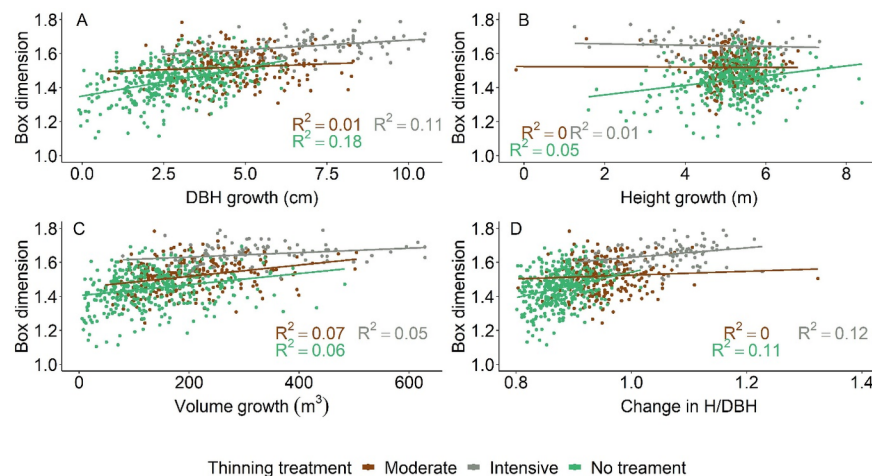 A
Box dimension
1.8
1.6
1.4
1.2
1.0
R² = 0.01 R² = 0.11
R² = 0.18
0.0 2.5 5.0 7.5 10.0
DBH growth (cm)
B
Box dimension
1.8
1.6
1.4
1.2
1.0
R² = 0 R² = 0.01
R² = 0.05
0 2 4 6 8
Height growth (m)
C
Box dimension
1.8
1.6
1.4
1.2
1.0
R² = 0.07 R² = 0.05
R² = 0.06
0 200 400 600
Volume growth (m³)
D
Box dimension
1.8
1.6
1.4
1.2
1.0
R² = 0 R² = 0.12
R² = 0.11
0.8 1.0 1.2 1.4
Change in H/DBH
Thinning treatment Moderate Intensive No treament